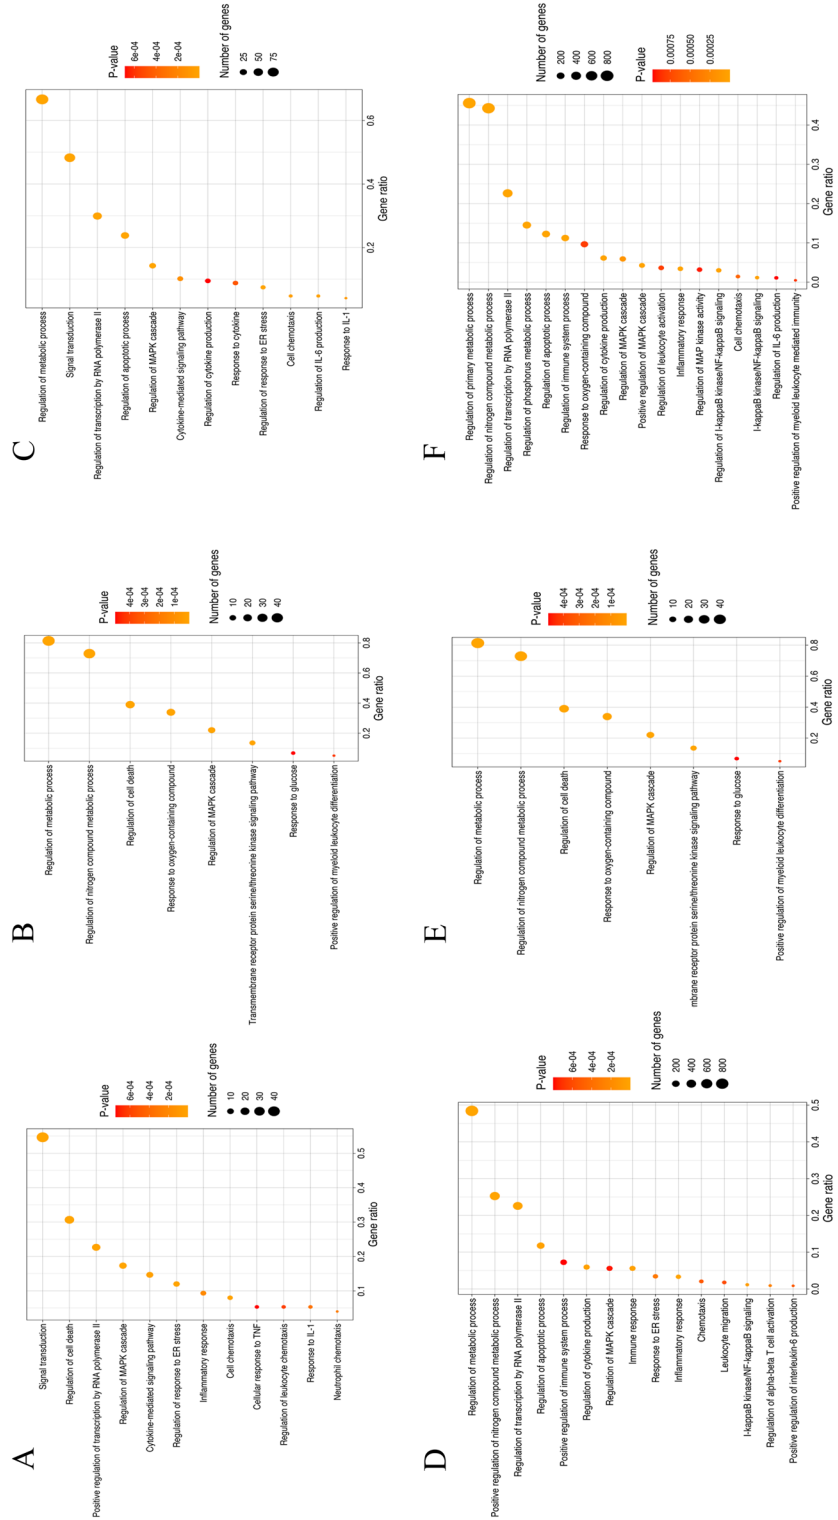 A
Signal transduction
Regulation of cell death
Positive regulation of transcription by RNA polymerase II
Regulation of MAPK cascade
Cytokine-mediated signaling pathway
Regulation of response to ER stress
Inflammatory response
Cell chemotaxis
Cellular response to TNF
Regulation of leukocyte chemotaxis
Response to IL-1
Neutrophil chemotaxis
0.1 0.2 0.3 0.4 0.5
Gene ratio
P-value
6e-04
4e-04
2e-04
Number of genes
10
20
30
40
B
Regulation of metabolic process
Regulation of nitrogen compound metabolic process
Regulation of cell death
Response to oxygen-containing compound
Regulation of MAPK cascade
Transmembrane receptor protein serine/threonine kinase signaling pathway
Response to glucose
Positive regulation of myeloid leukocyte differentiation
0.2 0.4 0.6 0.8
Gene ratio
P-value
4e-04
3e-04
2e-04
1e-04
Number of genes
10
20
30
40
C
Regulation of metabolic process
Signal transduction
Regulation of transcription by RNA polymerase II
Regulation of apoptotic process
Regulation of MAPK cascade
Cytokine-mediated signaling pathway
Regulation of cytokine production
Response to cytokine
Regulation of response to ER stress
Cell chemotaxis
Regulation of IL-6 production
Response to IL-1
0.2 0.4 0.6
Gene ratio
P-value
6e-04
4e-04
2e-04
Number of genes
25
50
75
D
Regulation of metabolic process
Positive regulation of nitrogen compound metabolic process
Regulation of transcription by RNA polymerase II
Regulation of apoptotic process
Positive regulation of immune system process
Regulation of cytokine production
Regulation of MAPK cascade
Immune response
Response to ER stress
Inflammatory response
Chemotaxis
Leukocyte migration
I-kappaB kinase/NF-kappaB signaling
Regulation of alpha-beta T cell activation
Positive regulation of interleukin-6 production
0.0 0.1 0.2 0.3 0.4 0.5
Gene ratio
P-value
6e-04
4e-04
2e-04
Number of genes
200
400
600
800
E
Regulation of metabolic process
Regulation of nitrogen compound metabolic process
Regulation of cell death
Response to oxygen-containing compound
Regulation of MAPK cascade
mbrane receptor protein serine/threonine kinase signaling pathway
Response to glucose
Positive regulation of myeloid leukocyte differentiation
0.2 0.4 0.6 0.8
Gene ratio
P-value
4e-04
3e-04
2e-04
1e-04
Number of genes
10
20
30
40
F
Regulation of primary metabolic process
Regulation of nitrogen compound metabolic process
Regulation of transcription by RNA polymerase II
Regulation of phosphorus metabolic process
Regulation of apoptotic process
Regulation of immune system process
Response to oxygen-containing compound
Regulation of cytokine production
Regulation of MAPK cascade
Positive regulation of MAPK cascade
Regulation of leukocyte activation
Inflammatory response
Regulation of MAP kinase activity
Regulation of I-kappaB kinase/NF-kappaB signaling
Cell chemotaxis
I-kappaB kinase/NF-kappaB signaling
Regulation of IL-6 production
Positive regulation of myeloid leukocyte mediated immunity
0.0 0.1 0.2 0.3 0.4
Gene ratio
Number of genes
200
400
600
800
P-value
0.00075
0.00050
0.00025